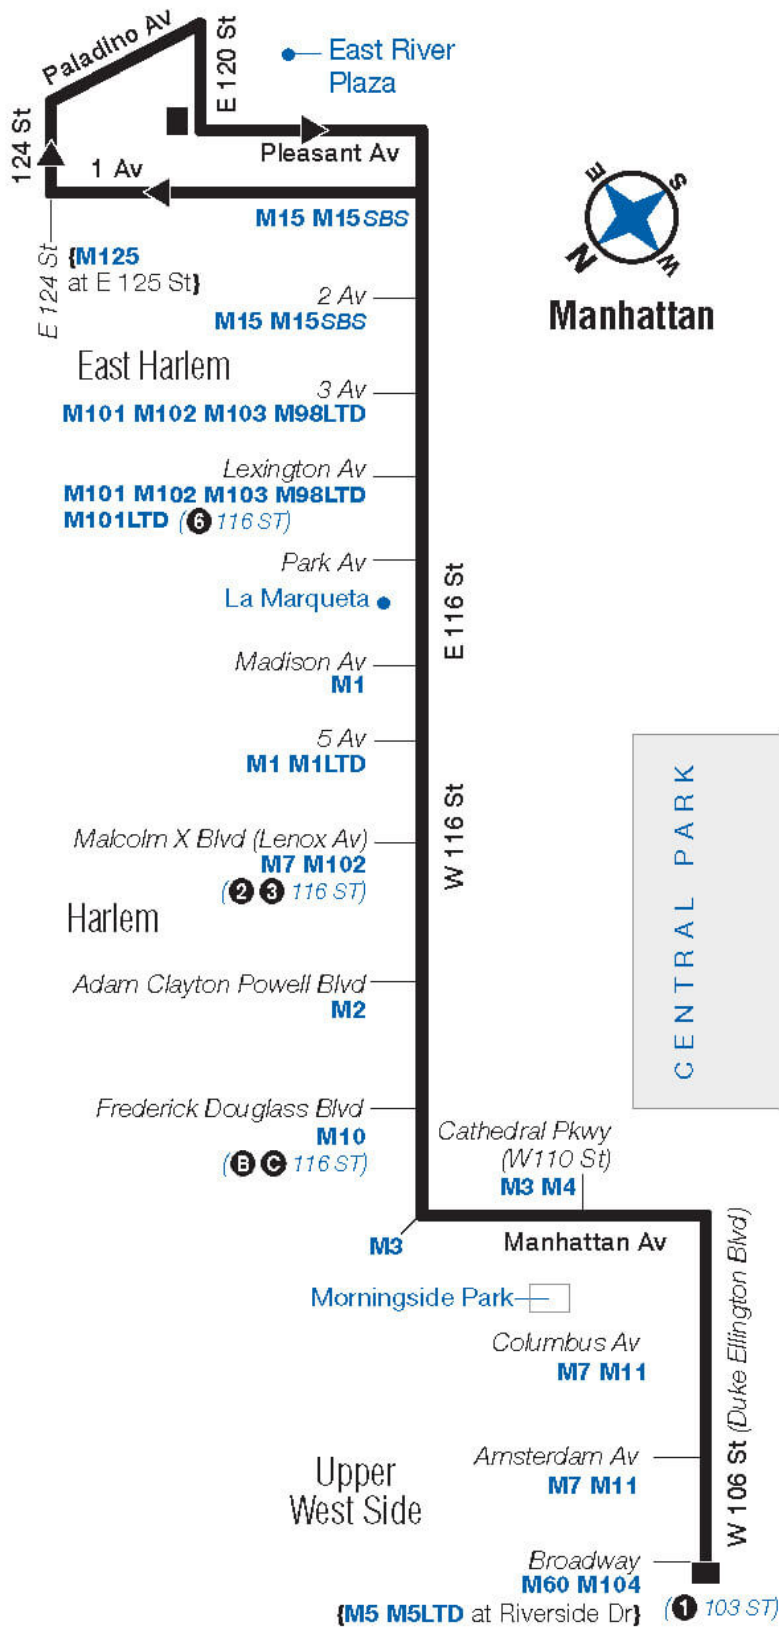 Paladino Av
E 120 St
East River
Plaza
124 St
1 Av
Pleasant Av
M15 M15SBS
E 124 St
{M125
at E 125 St}
E
S
N
W
Manhattan
2 Av
M15 M15SBS
East Harlem
3 Av
M101 M102 M103 M98LTD
Lexington Av
M101 M102 M103 M98LTD
M101LTD (6 116 ST)
Park Av
La Marqueta
E 116 St
Madison Av
M1
5 Av
M1 M1LTD
W 116 St
CENTRAL PARK
Malcolm X Blvd (Lenox Av)
M7 M102
(2 3 116 ST)
Harlem
Adam Clayton Powell Blvd
M2
Frederick Douglass Blvd
M10
(B C 116 ST)
Cathedral Pkwy
(W110 St)
M3 M4
M3
Manhattan Av
Morningside Park
Columbus Av
M7 M11
W 106 St (Duke Ellington Blvd)
Amsterdam Av
M7 M11
Upper
West Side
Broadway
M60 M104
{M5 M5LTD at Riverside Dr}
(1 103 ST)